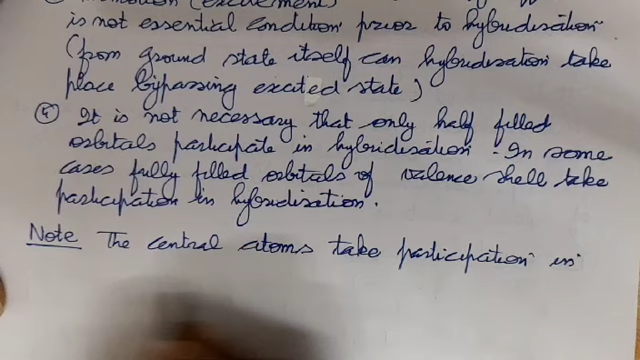 Promotion (excitement)
is not essential condition prior to hybridisation
(from ground state itself can hybridisation take
place bypassing excited state)
④ It is not necessary that only half filled
orbitals participate in hybridisation. In some
cases fully filled orbitals of valence shell take
participation in hybridisation.
Note The central atoms take participation in